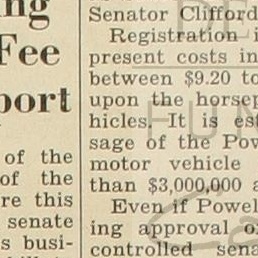 ng
Fee
port
of the
of the
re this
senate
s busi-
Senator Clifford
Registration i
present costs in
between $9.20 to
upon the horsep
hicles. It is est
sage of the Pow
motor vehicle
than $3,000,000 a
Even if Powel
ing approval o
controlled sena